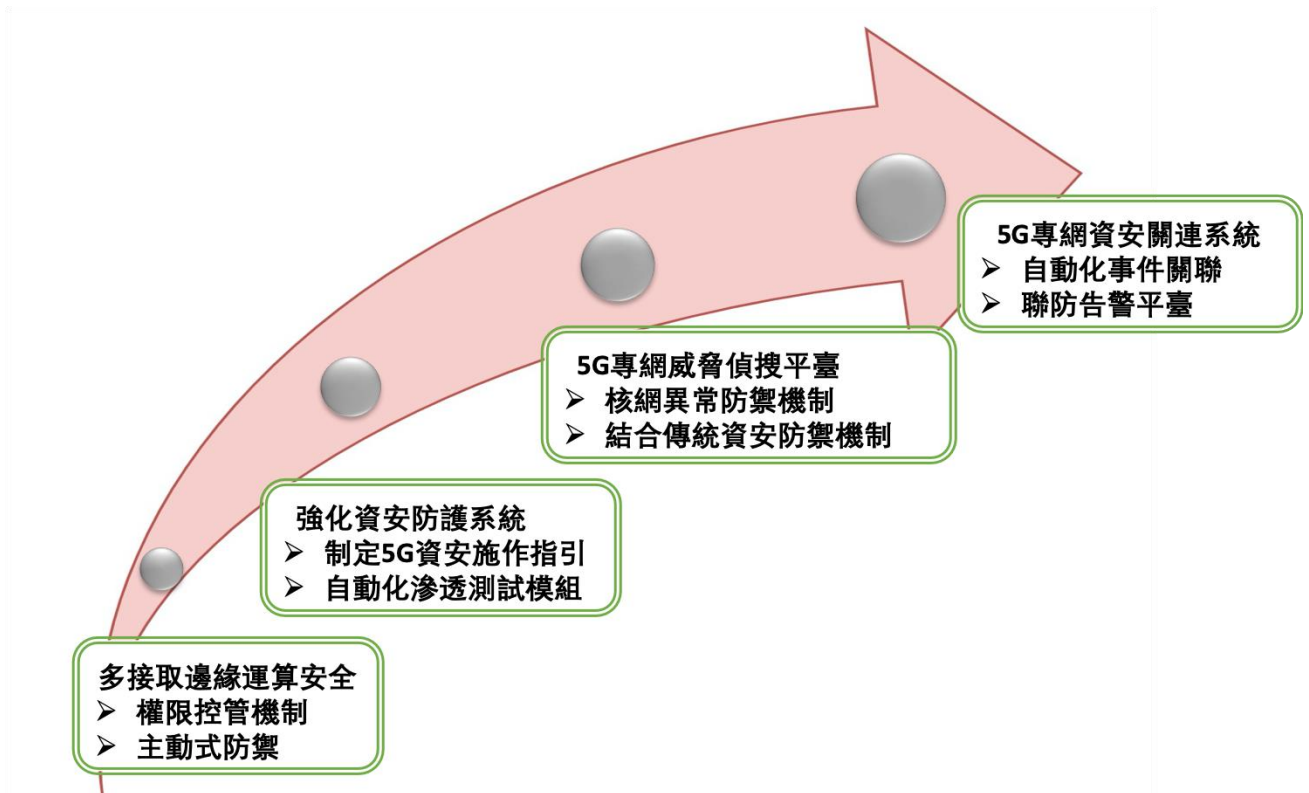 5G專網資安關連系統
➢ 自動化事件關聯
➢ 聯防告警平臺
5G專網威脅偵搜平臺
➢ 核網異常防禦機制
➢ 結合傳統資安防禦機制
強化資安防護系統
➢ 制定5G資安施作指引
➢ 自動化滲透測試模組
多接取邊緣運算安全
➢ 權限控管機制
➢ 主動式防禦